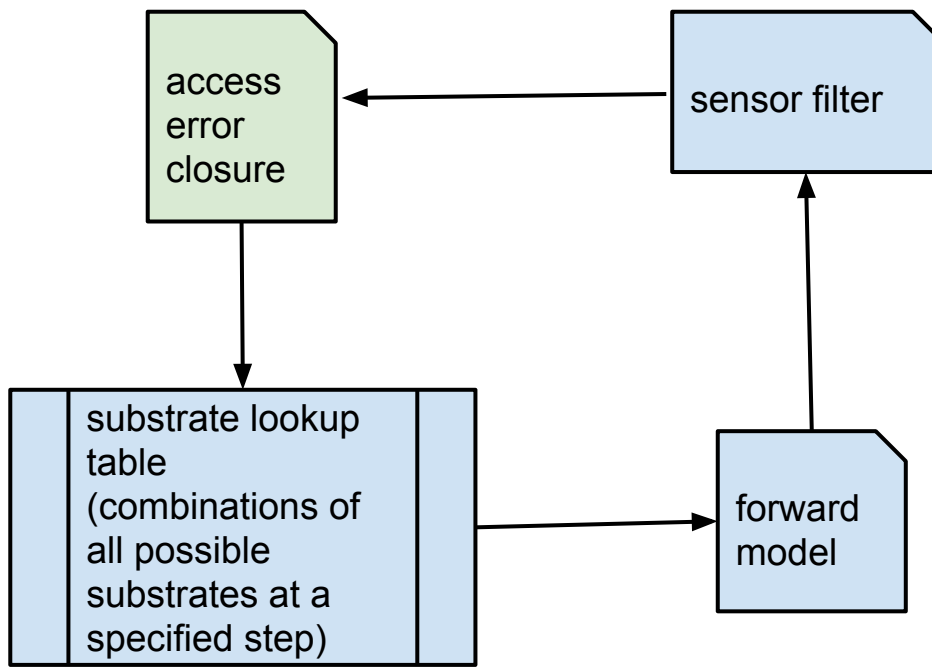 access
error
closure
sensor filter
substrate lookup
table
(combinations of
all possible
substrates at a
specified step)
forward
model